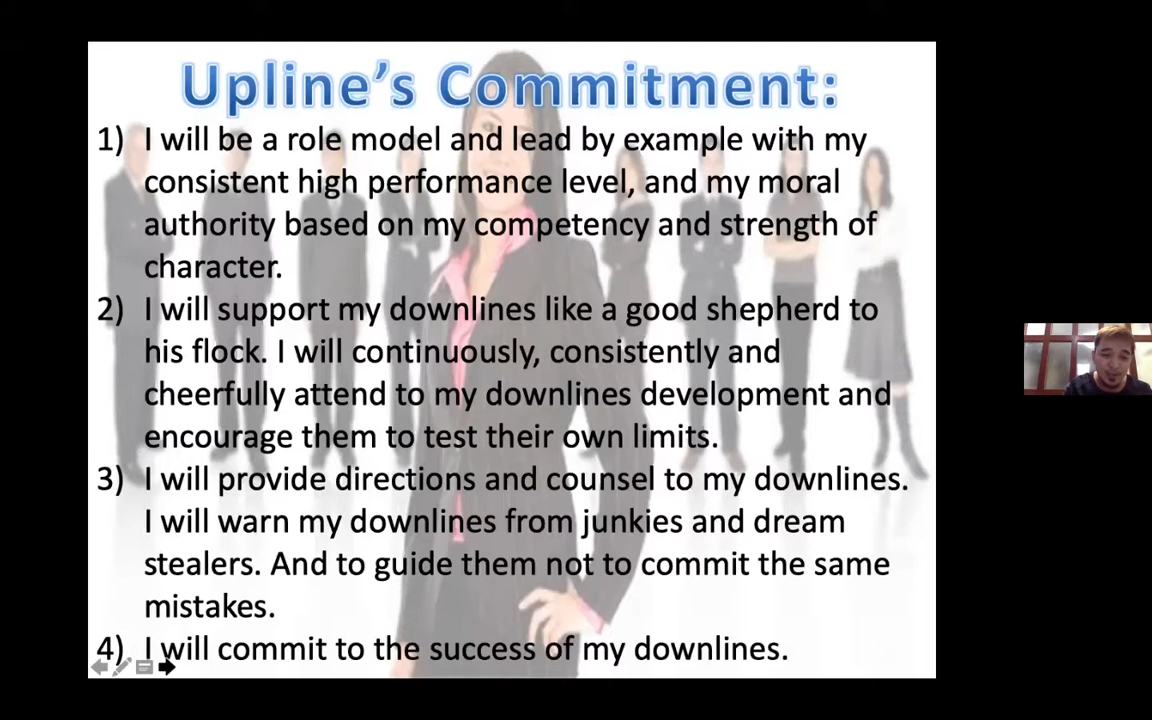 Upline's Commitment:
1) I will be a role model and lead by example with my
consistent high performance level, and my moral
authority based on my competency and strength of
character.
2) I will support my downlines like a good shepherd to
his flock. I will continuously, consistently and
cheerfully attend to my downlines development and
encourage them to test their own limits.
3) I will provide directions and counsel to my downlines.
I will warn my downlines from junkies and dream
stealers. And to guide them not to commit the same
mistakes.
4) I will commit to the success of my downlines.